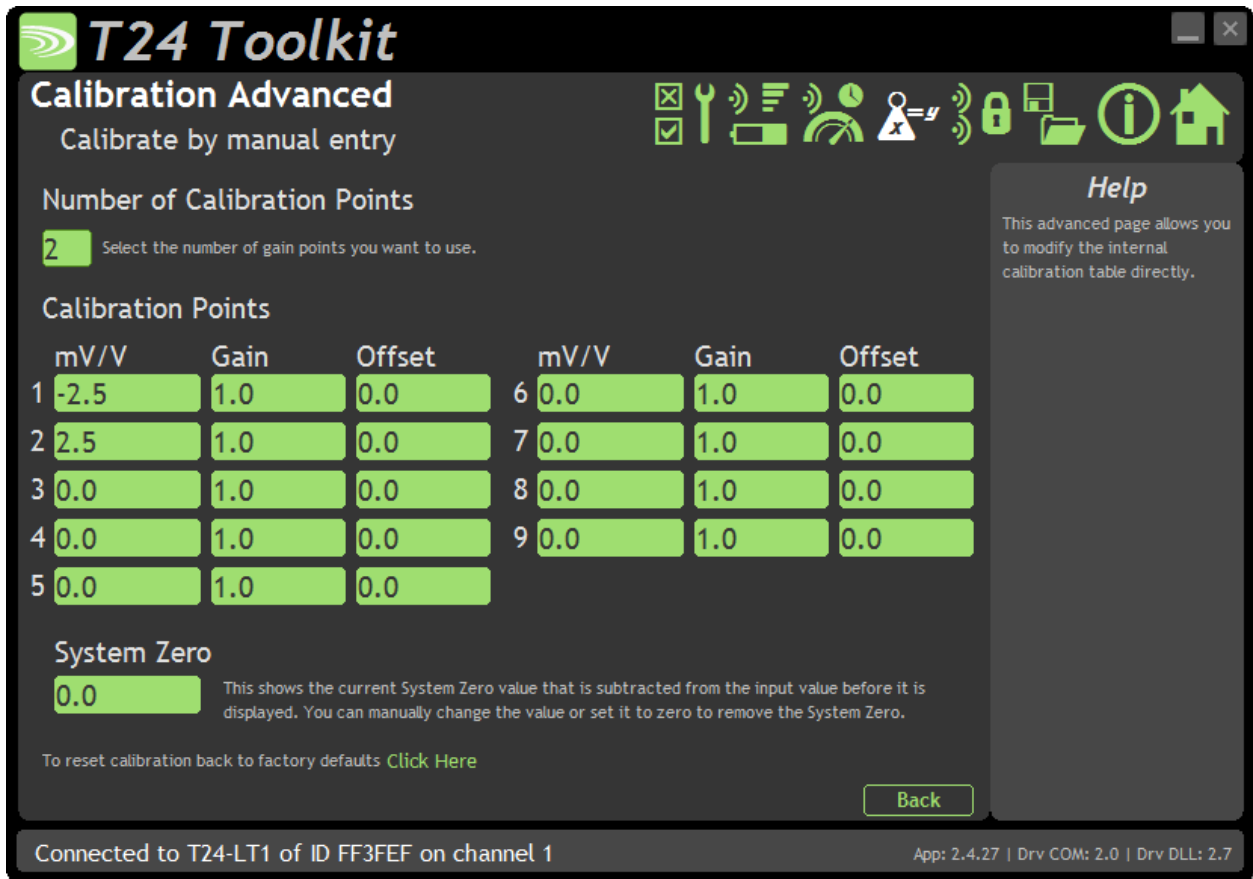 T24 Toolkit
Calibration Advanced
Calibrate by manual entry
x=y
Number of Calibration Points
2 Select the number of gain points you want to use.
Calibration Points
mV/V Gain Offset mV/V Gain Offset
1 -2.5 1.0 0.0 6 0.0 1.0 0.0
2 2.5 1.0 0.0 7 0.0 1.0 0.0
3 0.0 1.0 0.0 8 0.0 1.0 0.0
4 0.0 1.0 0.0 9 0.0 1.0 0.0
5 0.0 1.0 0.0
System Zero
0.0
This shows the current System Zero value that is subtracted from the input value before it is
displayed. You can manually change the value or set it to zero to remove the System Zero.
To reset calibration back to factory defaults Click Here
Back
Help
This advanced page allows you
to modify the internal
calibration table directly.
Connected to T24-LT1 of ID FF3FEF on channel 1
App: 2.4.27 | Drv COM: 2.0 | Drv DLL: 2.7